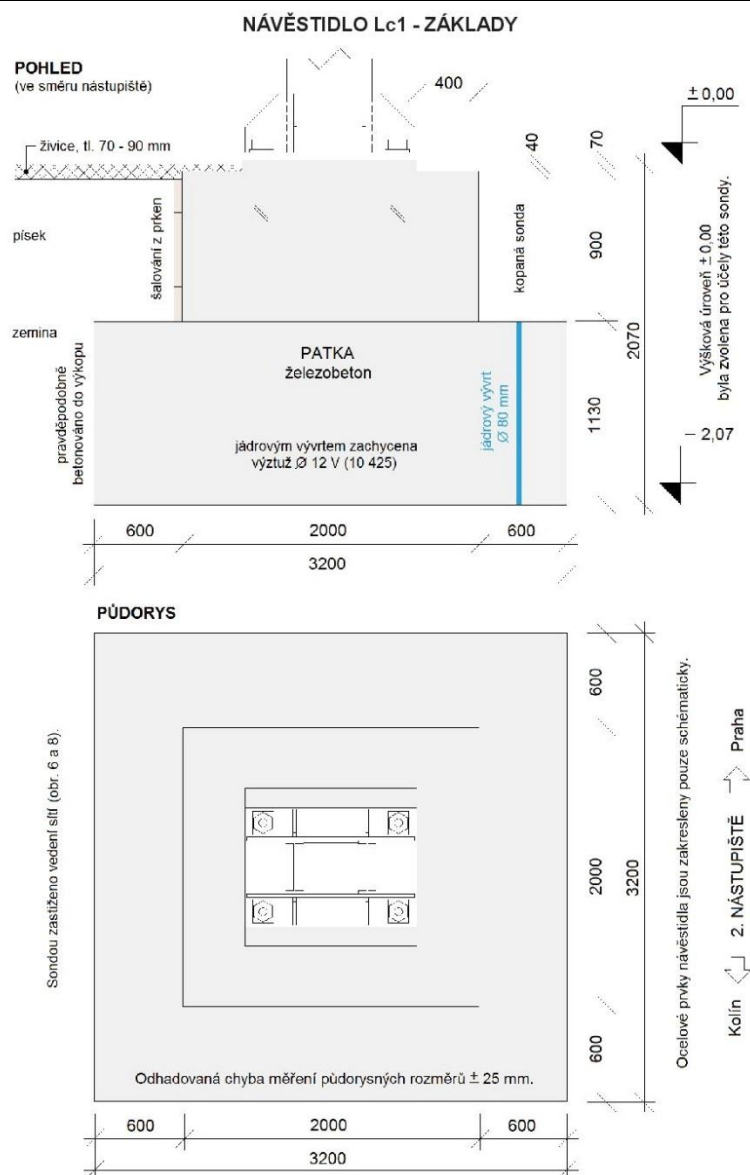 NÁVĚSTIDLO Lc1 - ZÁKLADY
POHLED
(ve směru nástupiště)
400
± 0,00
živice, tl. 70 - 90 mm
40
70
písek
šalování z prken
kopaná sonda
900
Výšková úroveň ± 0,00
byla zvolena pro účely této sondy.
zemina
pravděpodobně
betonováno do výkopu
PATKA
železobeton
jádrovým vývrtem zachycena
výztuž Ø 12 V (10 425)
jádrový vývrt
Ø 80 mm
1130
2070
− 2,07
600
2000
600
3200
PŮDORYS
Sondou zastiženo vedení sítí (obr. 6 a 8).
600
2000
600
3200
Ocelové prvky návěstidla jsou zakresleny pouze schématicky.
Kolín
2. NÁSTUPIŠTĚ
Praha
Odhadovaná chyba měření půdorysných rozměrů ± 25 mm.
600
2000
600
3200